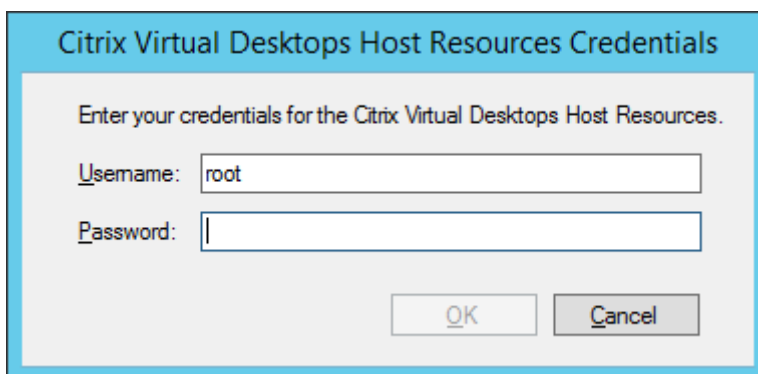 Citrix Virtual Desktops Host Resources Credentials
Enter your credentials for the Citrix Virtual Desktops Host Resources.
Username: root
Password:
OK Cancel